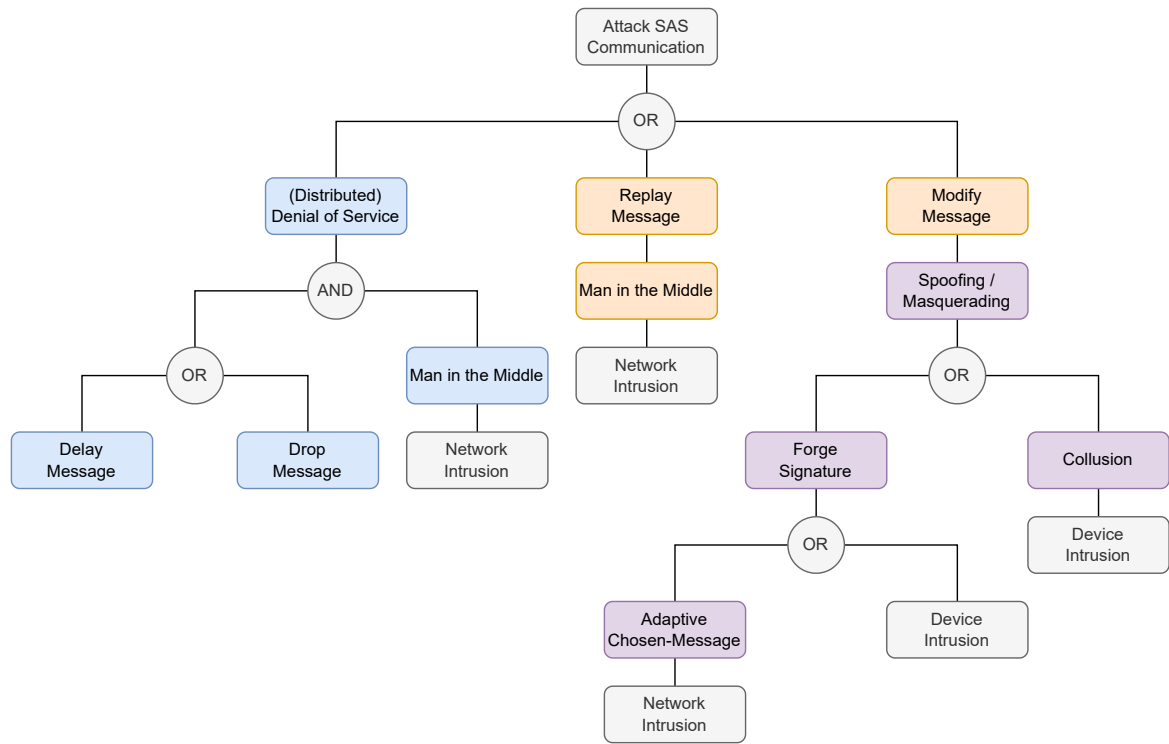 Attack SAS
Communication
OR
(Distributed)
Denial of Service
Replay
Message
Modify
Message
AND
Man in the Middle
Spoofing /
Masquerading
OR
Man in the Middle
Network
Intrusion
OR
Delay
Message
Drop
Message
Network
Intrusion
Forge
Signature
Collusion
OR
Device
Intrusion
Adaptive
Chosen-Message
Device
Intrusion
Network
Intrusion